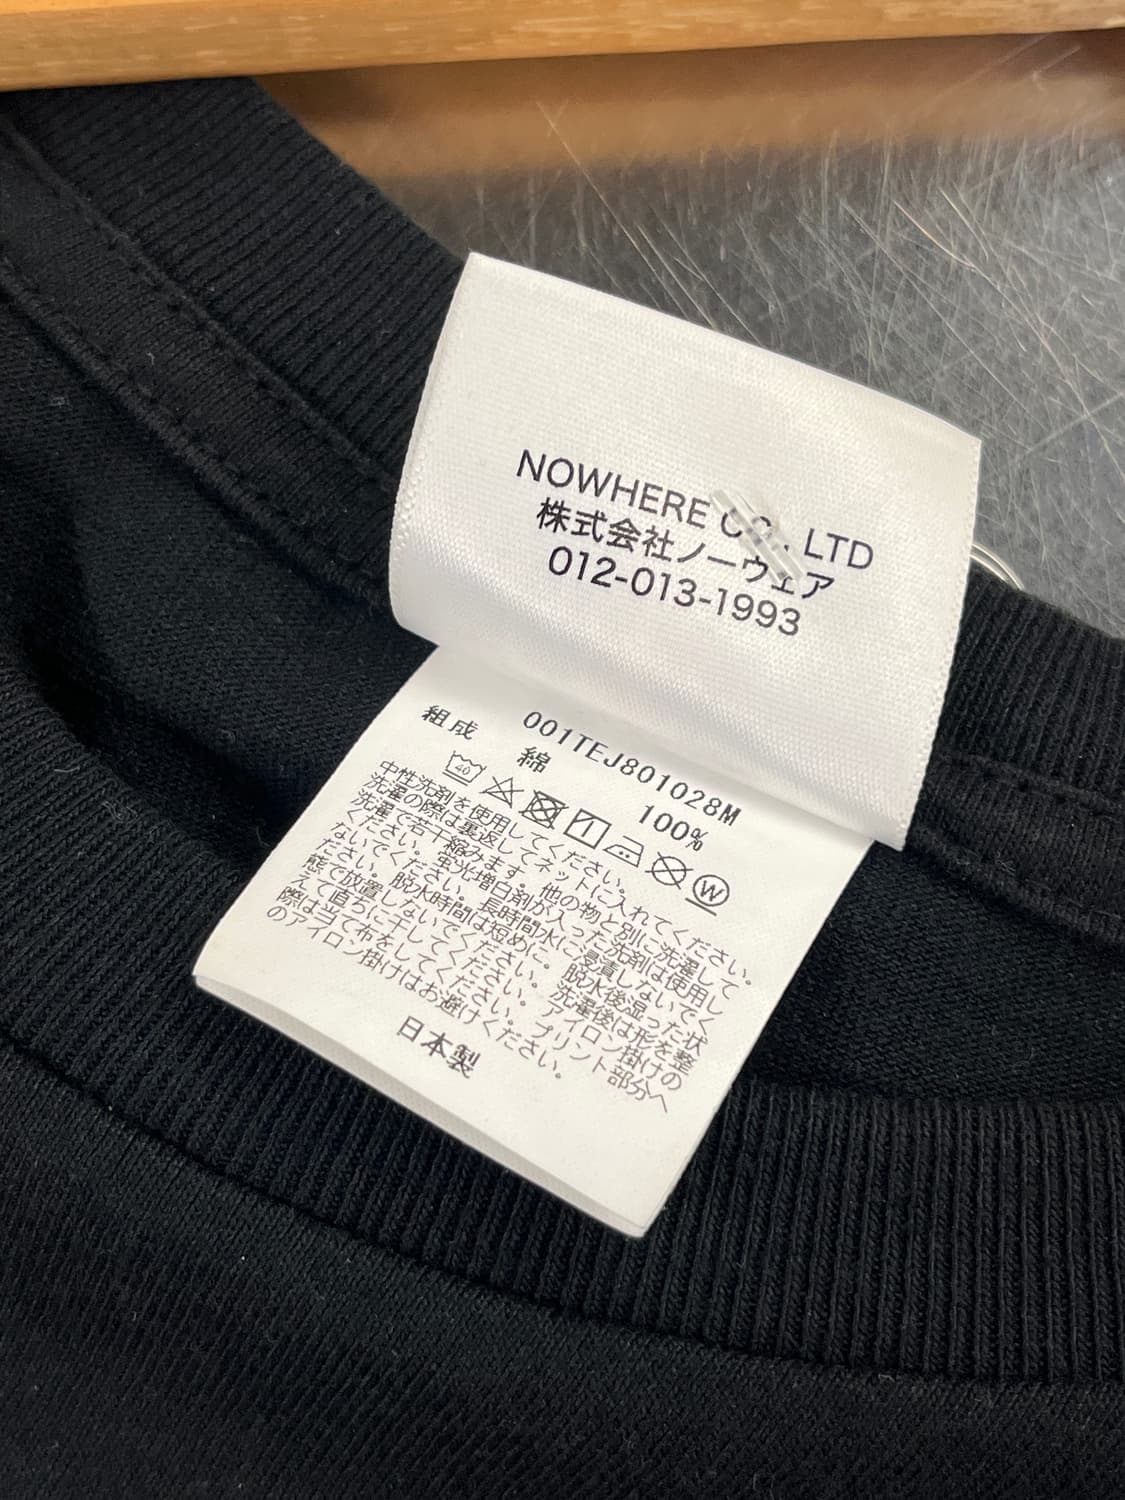 NOWHERE CO., LTD
株式会社ノーウェア
012-013-1993
001TEJ801028M
組成 綿 100%
40
W
中性洗剤を使用してください。
洗濯の際は裏返してネットに入れてください。
洗濯で若干縮みます。他の物と別に洗濯して
ください。蛍光増白剤が入った洗剤は使用し
ないでください。長時間水に浸漬しないでく
ださい。脱水時間は短めに。脱水後湿った状
態で放置しないでください。洗濯後は形を整
えて直ちに干してください。アイロン掛けの
際は当て布をしてください。プリント部分へ
のアイロン掛けはお避けください。
日本製